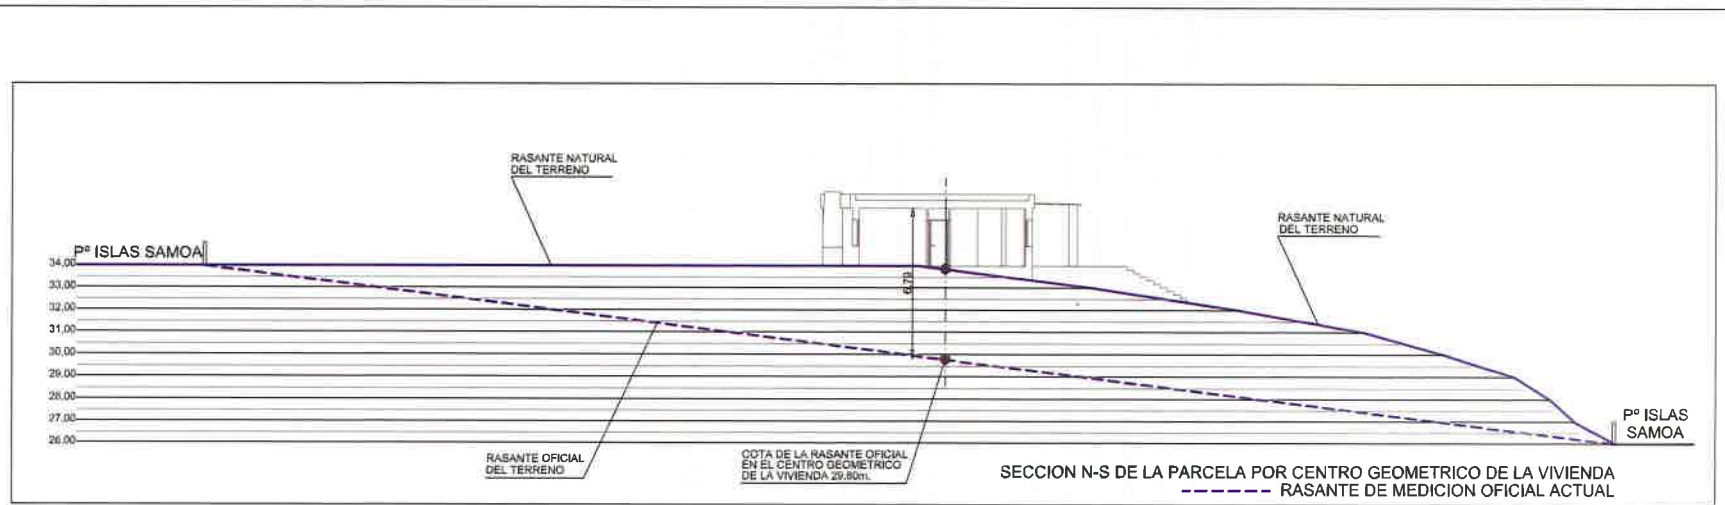 RASANTE NATURAL
DEL TERRENO
RASANTE NATURAL
DEL TERRENO
Pº ISLAS SAMOA
34,00
33,00
32,00
31,00
30,00
29,00
28,00
27,00
26,00
6,79
Pº ISLAS
SAMOA
RASANTE OFICIAL
DEL TERRENO
COTA DE LA RASANTE OFICIAL
EN EL CENTRO GEOMETRICO
DE LA VIVIENDA 29.80m.
SECCION N-S DE LA PARCELA POR CENTRO GEOMETRICO DE LA VIVIENDA
RASANTE DE MEDICION OFICIAL ACTUAL